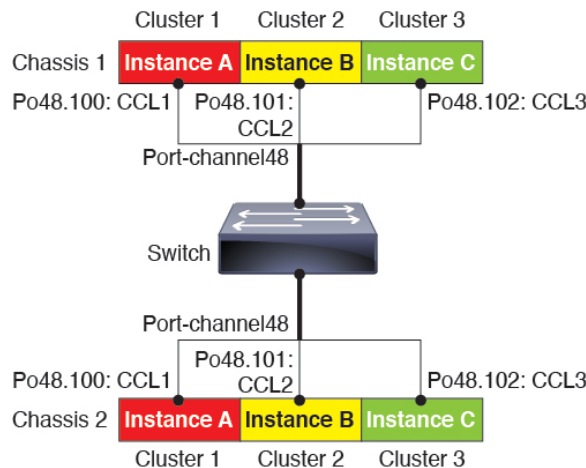 Cluster 1 Cluster 2 Cluster 3
Chassis 1 Instance A Instance B Instance C
Po48.100: CCL1 Po48.101: Po48.102: CCL3
CCL2
Port-channel48
Switch
Port-channel48
Po48.101:
Po48.100: CCL1 CCL2 Po48.102: CCL3
Chassis 2 Instance A Instance B Instance C
Cluster 1 Cluster 2 Cluster 3